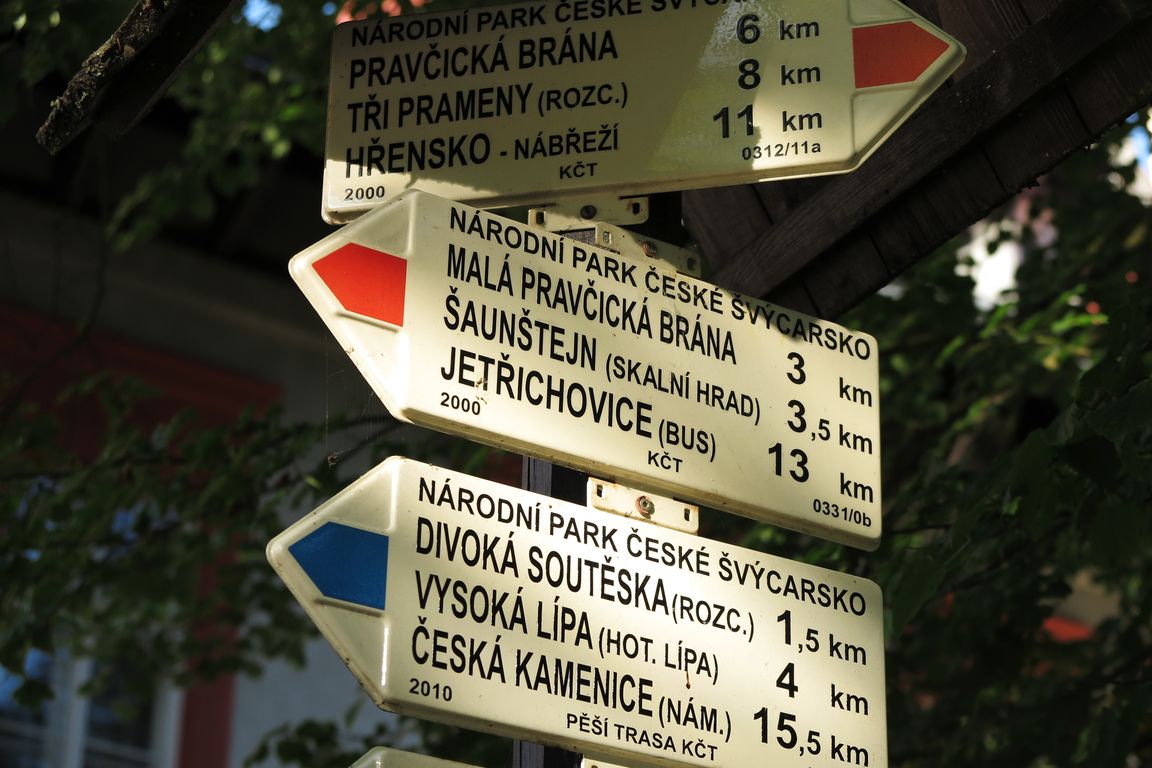 NÁRODNÍ PARK ČESKÉ
PRAVČICKÁ BRÁNA 6 km
TŘI PRAMENY (ROZC.) 8 km
HŘENSKO - NÁBŘEŽÍ 11 km
2000 KČT 0312/11a
NÁRODNÍ PARK ČESKÉ ŠVÝCARSKO
MALÁ PRAVČICKÁ BRÁNA 3 km
ŠAUNŠTEJN (SKALNÍ HRAD) 3,5 km
JETŘICHOVICE (BUS) 13 km
2000 KČT 0331/0b
NÁRODNÍ PARK ČESKÉ ŠVÝCARSKO
DIVOKÁ SOUTĚSKA (ROZC.) 1,5 km
VYSOKÁ LÍPA (HOT. LÍPA) 4 km
ČESKÁ KAMENICE (NÁM.) 15,5 km
2010 PĚŠÍ TRASA KČT